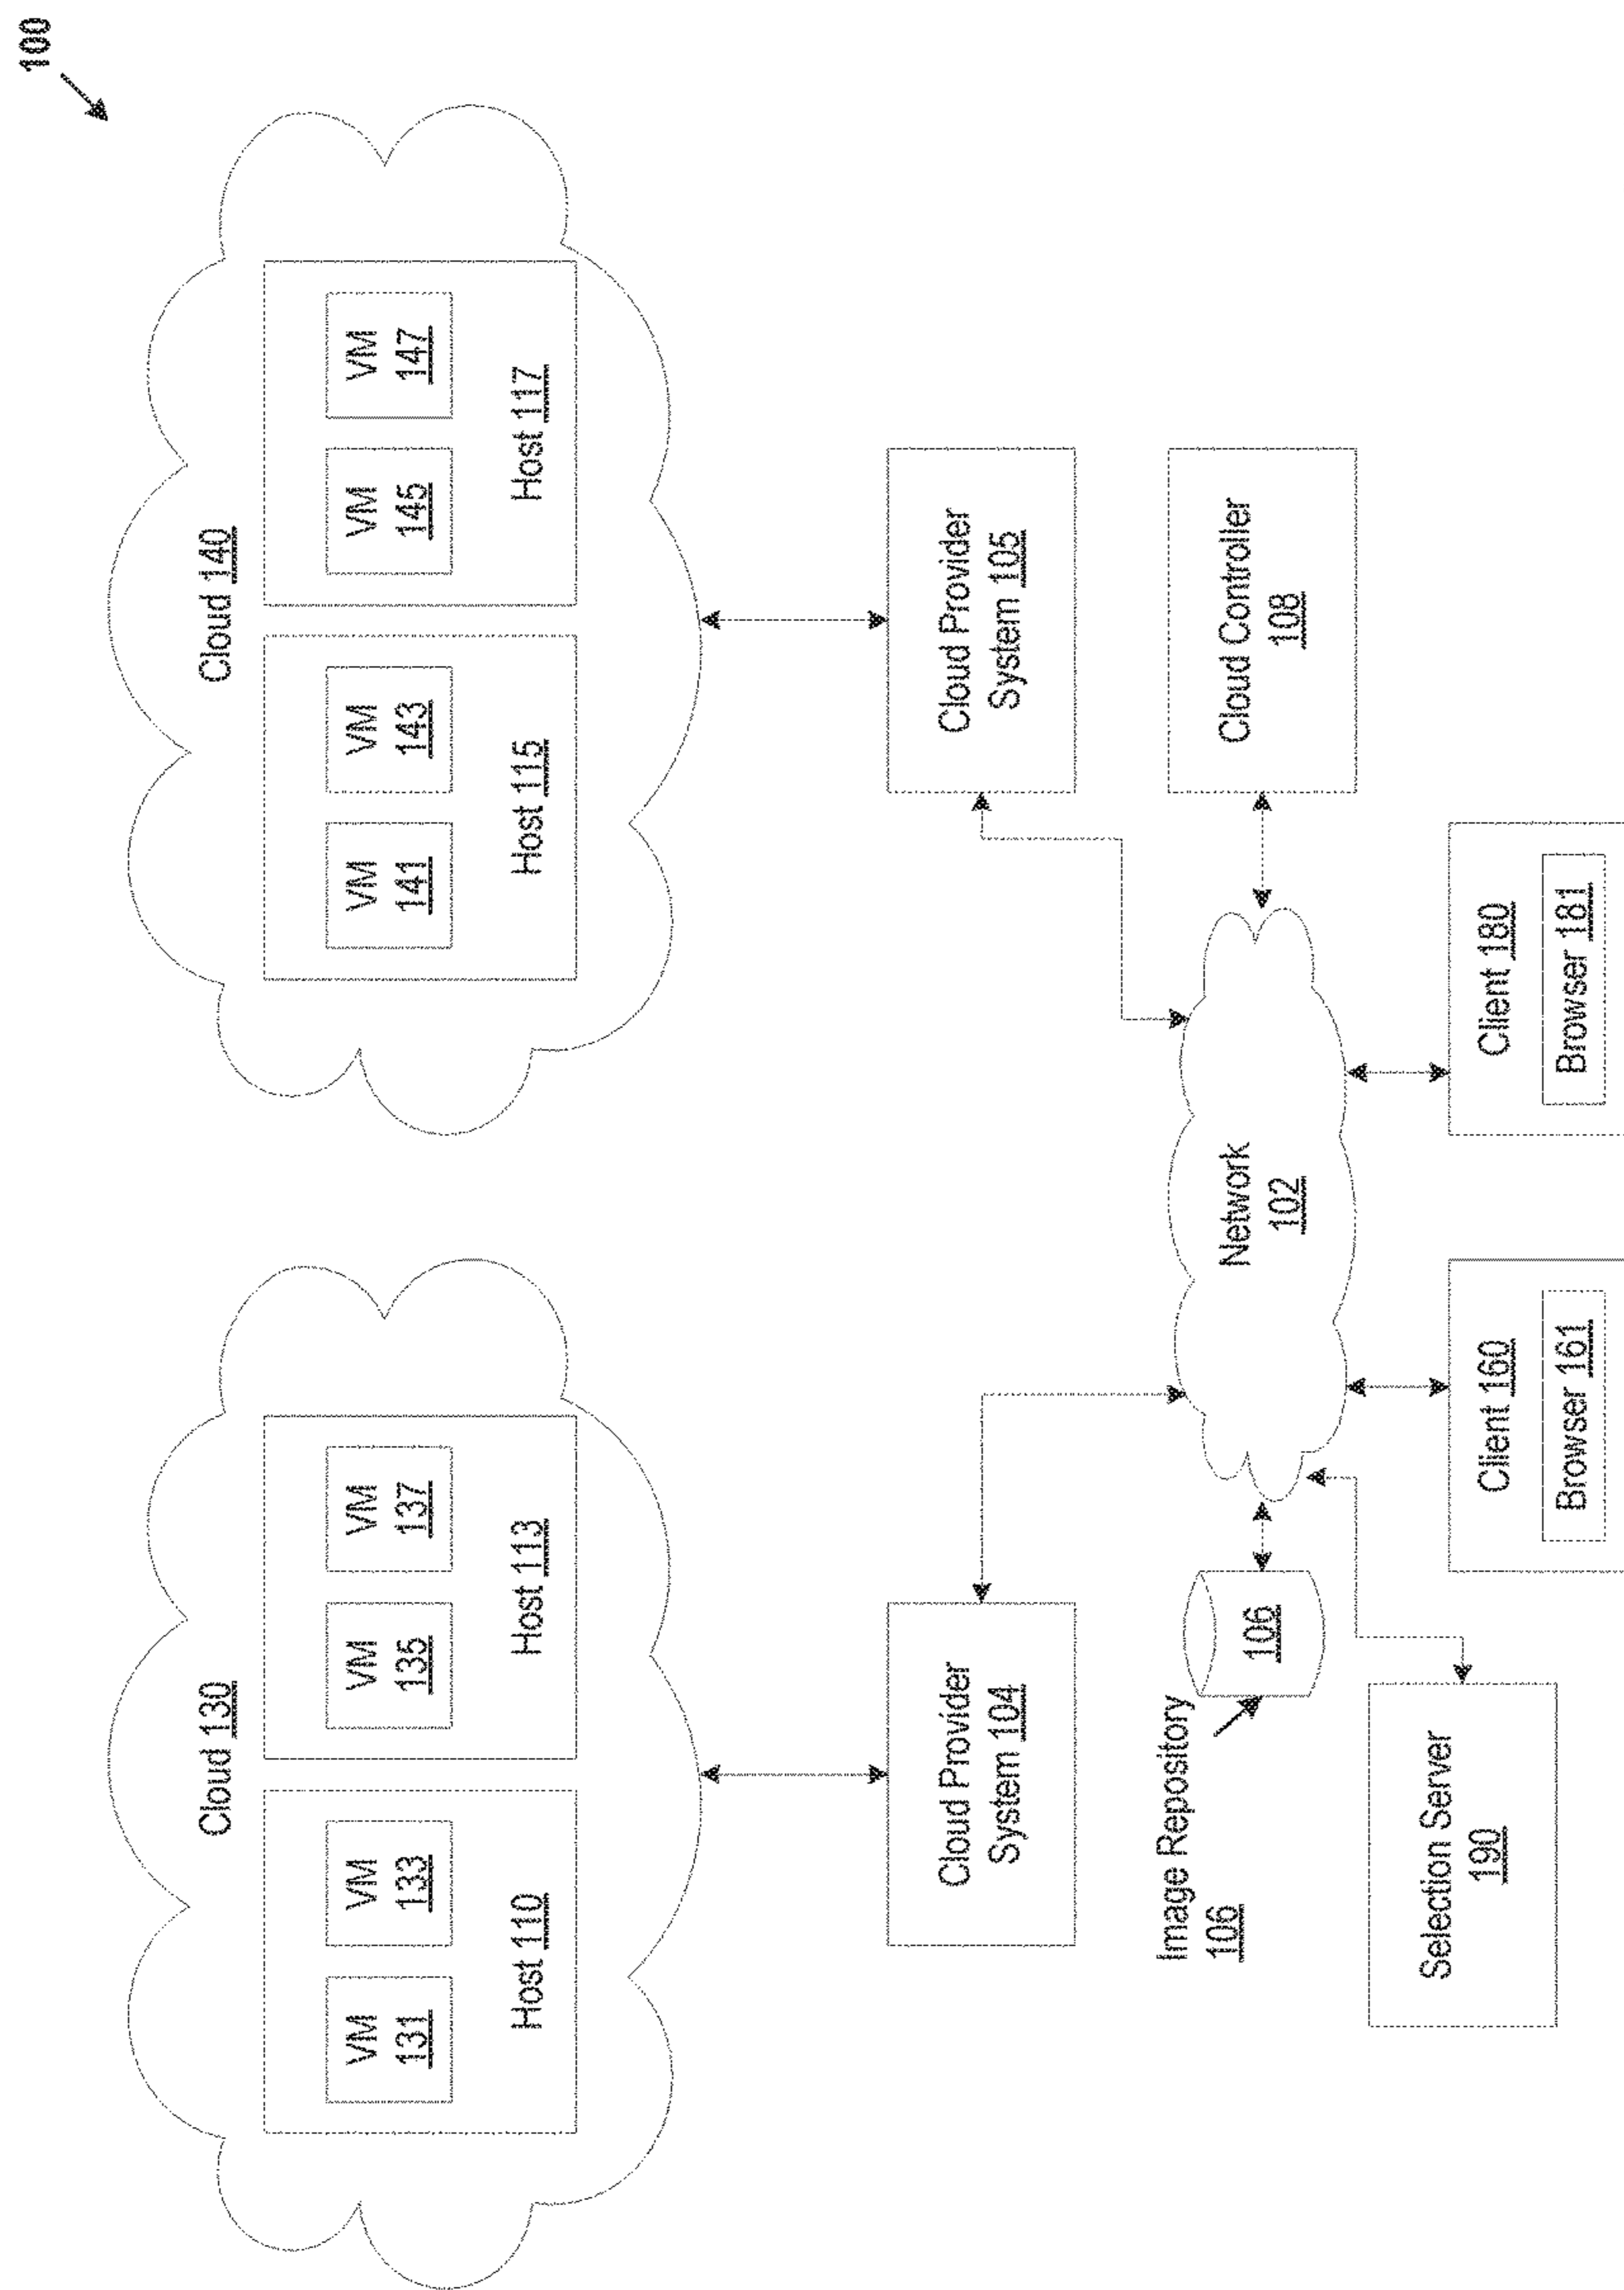 100
Cloud 130
VM
131
VM
133
Host 110
VM
135
VM
137
Host 113
Cloud 140
VM
141
VM
143
Host 115
VM
145
VM
147
Host 117
Cloud Provider
System 104
Cloud Provider
System 105
Image Repository
106
106
Network
102
Cloud Controller
108
Selection Server
190
Client 160
Browser 161
Client 180
Browser 181